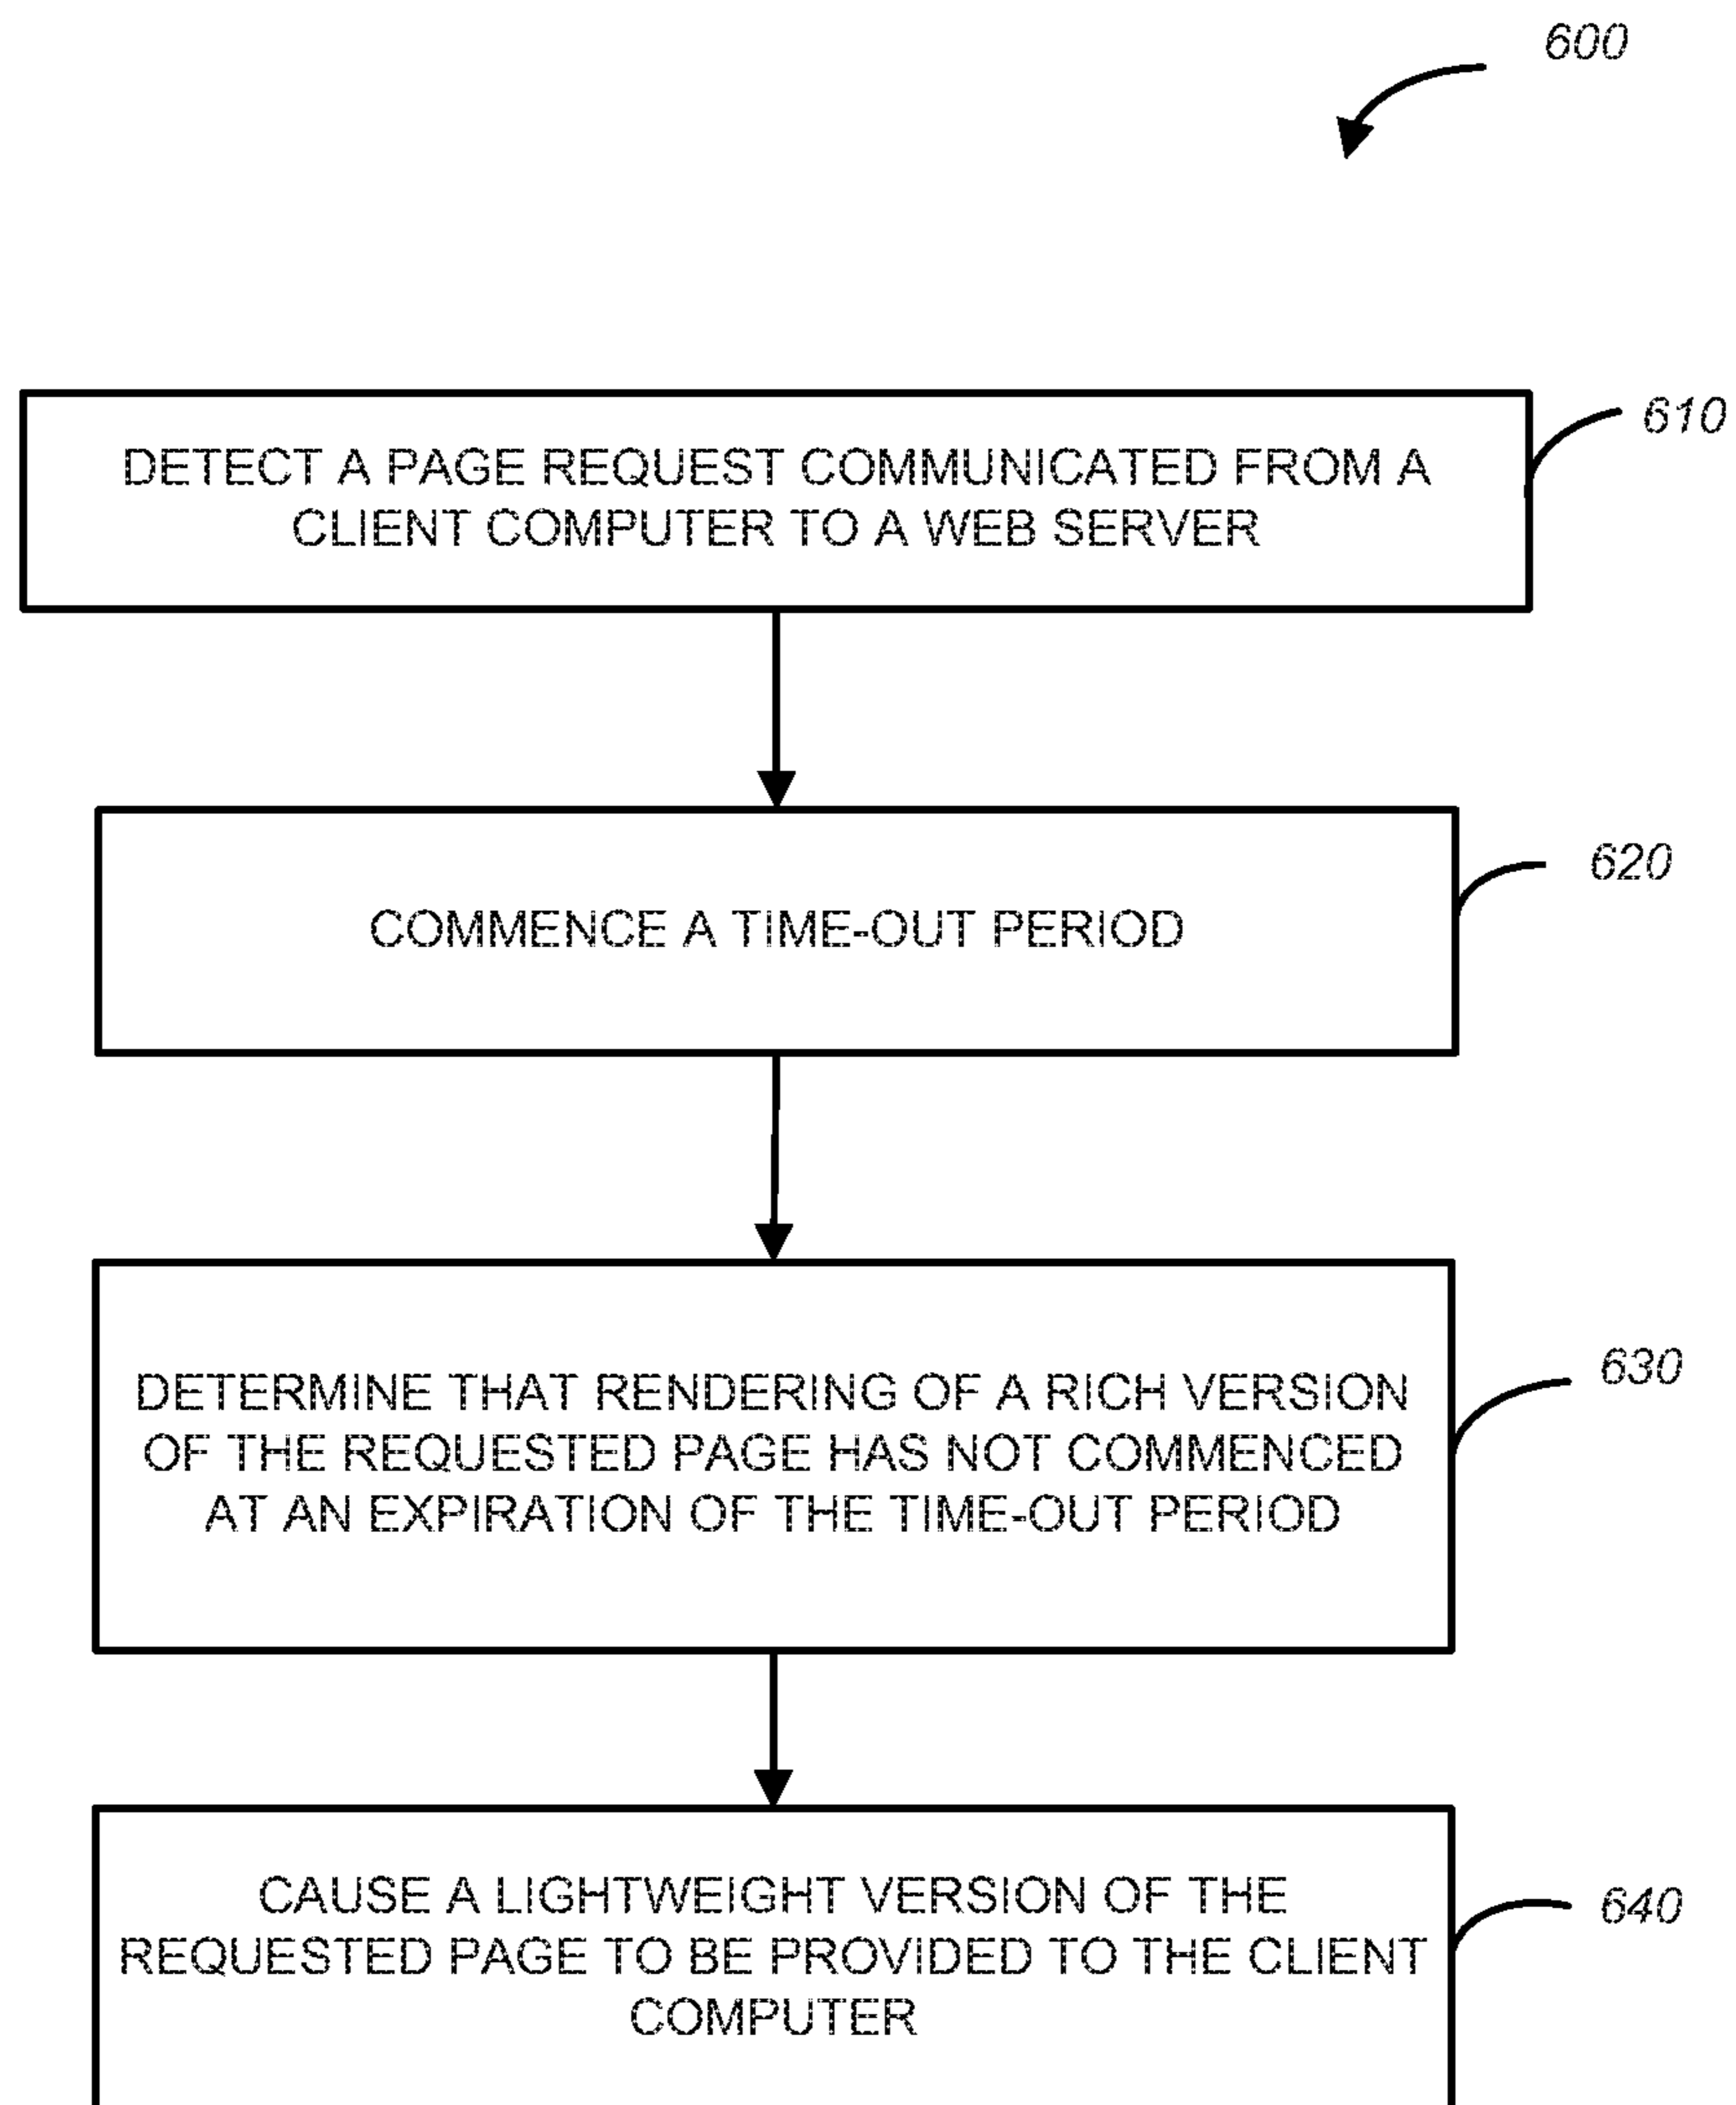 600
610
DETECT A PAGE REQUEST COMMUNICATED FROM A
CLIENT COMPUTER TO A WEB SERVER
620
COMMENCE A TIME-OUT PERIOD
630
DETERMINE THAT RENDERING OF A RICH VERSION
OF THE REQUESTED PAGE HAS NOT COMMENCED
AT AN EXPIRATION OF THE TIME-OUT PERIOD
640
CAUSE A LIGHTWEIGHT VERSION OF THE
REQUESTED PAGE TO BE PROVIDED TO THE CLIENT
COMPUTER